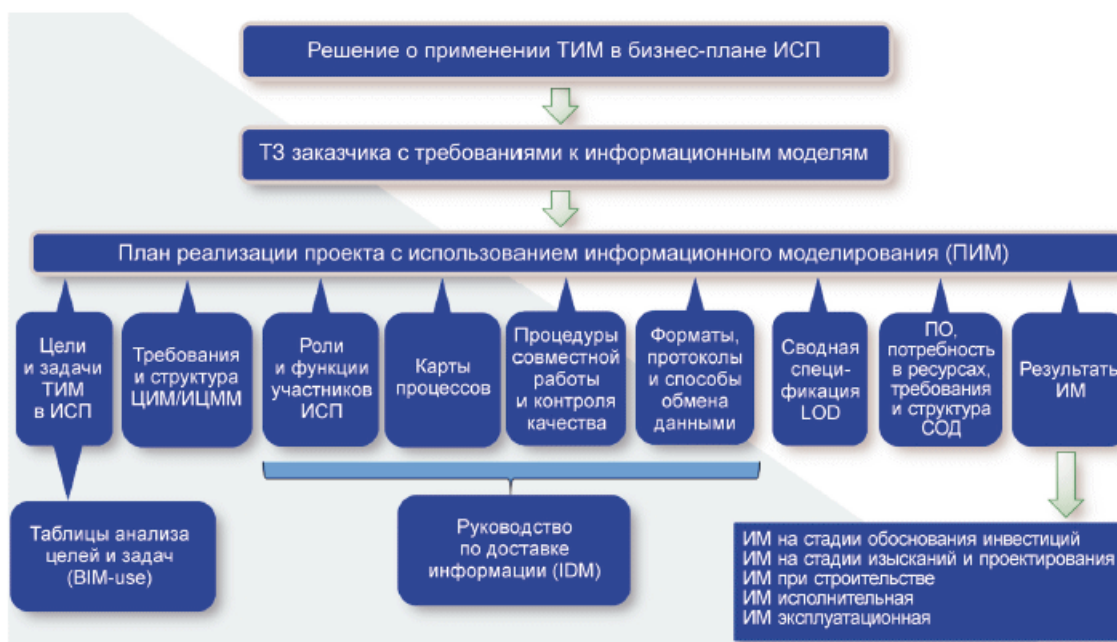 Решение о применении ТИМ в бизнес-плане ИСП
ТЗ заказчика с требованиями к информационным моделям
План реализации проекта с использованием информационного моделирования (ПИМ)
Цели
и задачи
ТИМ
в ИСП
Требования
и структура
ЦИМ/ИЦММ
Роли
и функции
участников
ИСП
Карты
процессов
Процедуры
совместной
работы
и контроля
качества
Форматы,
протоколы
и способы
обмена
данными
Сводная
специ-
фикация
LOD
ПО,
потребность
в ресурсах,
требования
и структура
СОД
Результаты
ИМ
Таблицы анализа
целей и задач
(BIM-use)
Руководство
по доставке
информации (IDM)
ИМ на стадии обоснования инвестиций
ИМ на стадии изысканий и проектирования
ИМ при строительстве
ИМ исполнительная
ИМ эксплуатационная